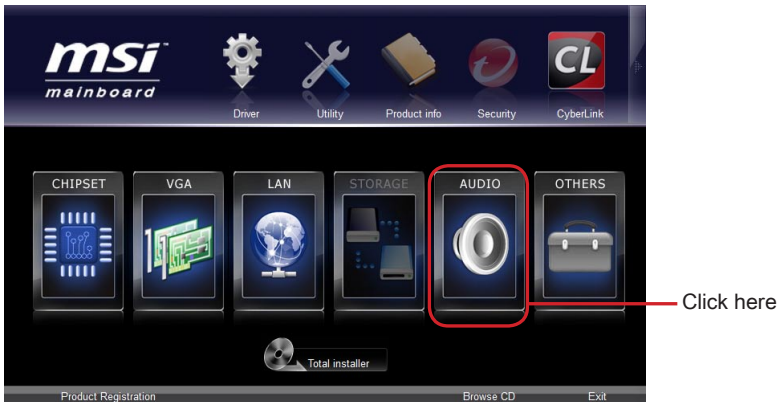 msi
mainboard
Driver Utility Product info Security CyberLink
CL
CHIPSET VGA LAN STORAGE AUDIO OTHERS
Click here
Total installer
Product Registration Browse CD Exit